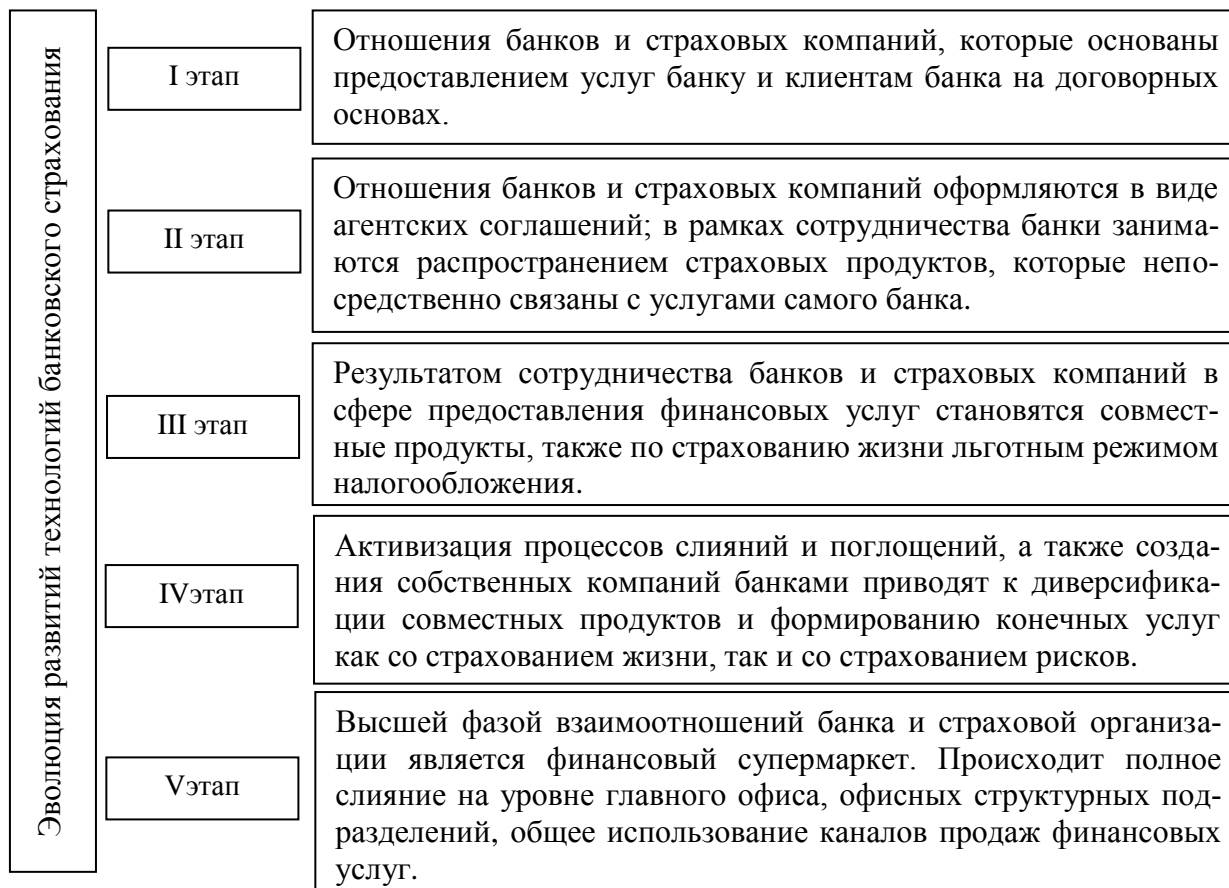 Эволюция развитий технологий банковского страхования
I этап
Отношения банков и страховых компаний, которые основаны
предоставлением услуг банку и клиентам банка на договорных
основах.
II этап
Отношения банков и страховых компаний оформляются в виде
агентских соглашений; в рамках сотрудничества банки занима-
ются распространением страховых продуктов, которые непо-
средственно связаны с услугами самого банка.
III этап
Результатом сотрудничества банков и страховых компаний в
сфере предоставления финансовых услуг становятся совмест-
ные продукты, также по страхованию жизни льготным режимом
налогообложения.
IVэтап
Активизация процессов слияний и поглощений, а также созда-
ния собственных компаний банками приводят к диверсифика-
ции совместных продуктов и формированию конечных услуг
как со страхованием жизни, так и со страхованием рисков.
Vэтап
Высшей фазой взаимоотношений банка и страховой организа-
ции является финансовый супермаркет. Происходит полное
слияние на уровне главного офиса, офисных структурных под-
разделений, общее использование каналов продаж финансовых
услуг.